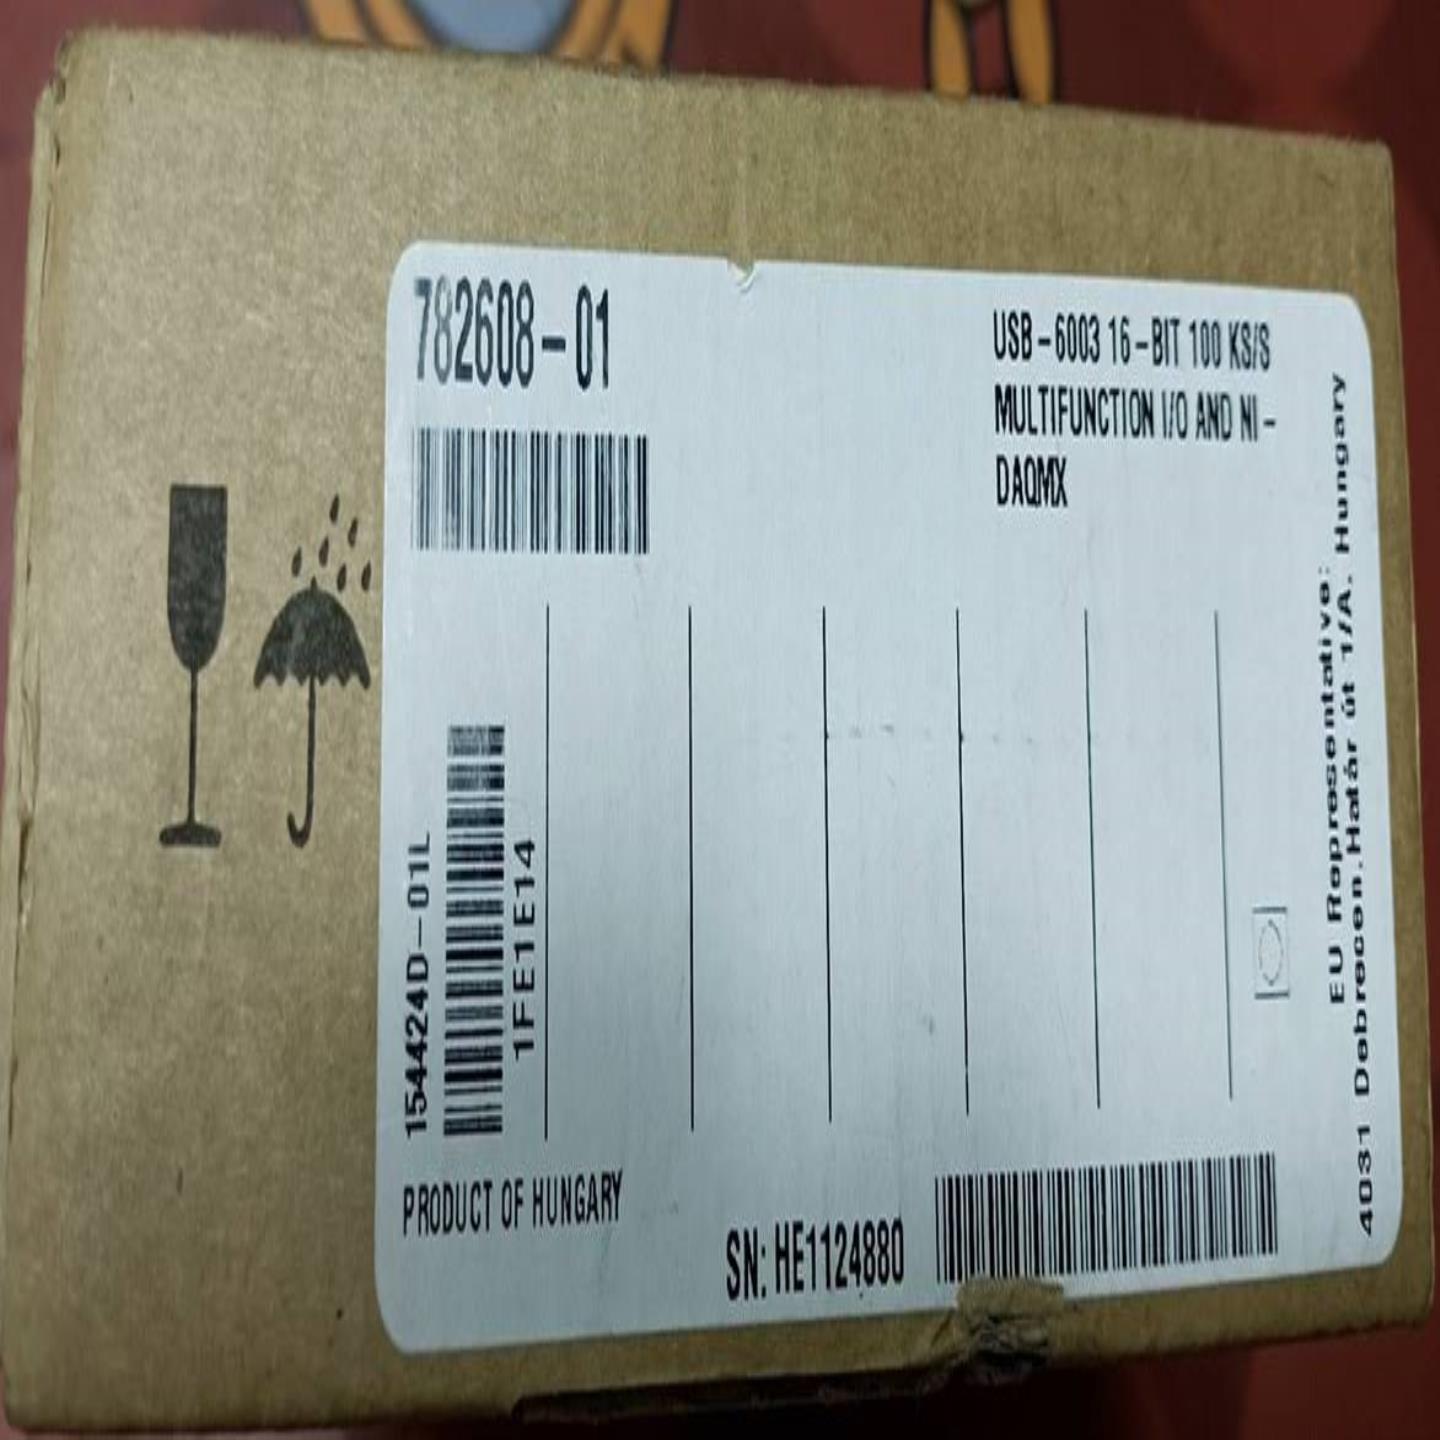 782608-01
USB-6003 16-BIT 100 KS/S
MULTIFUNCTION I/O AND NI-
DAQMX
154424D-01L
1FE1E14
PRODUCT OF HUNGARY
SN: HE1124880
EU Representative:
4031 Debrecen.Határ út 1/A. Hungary